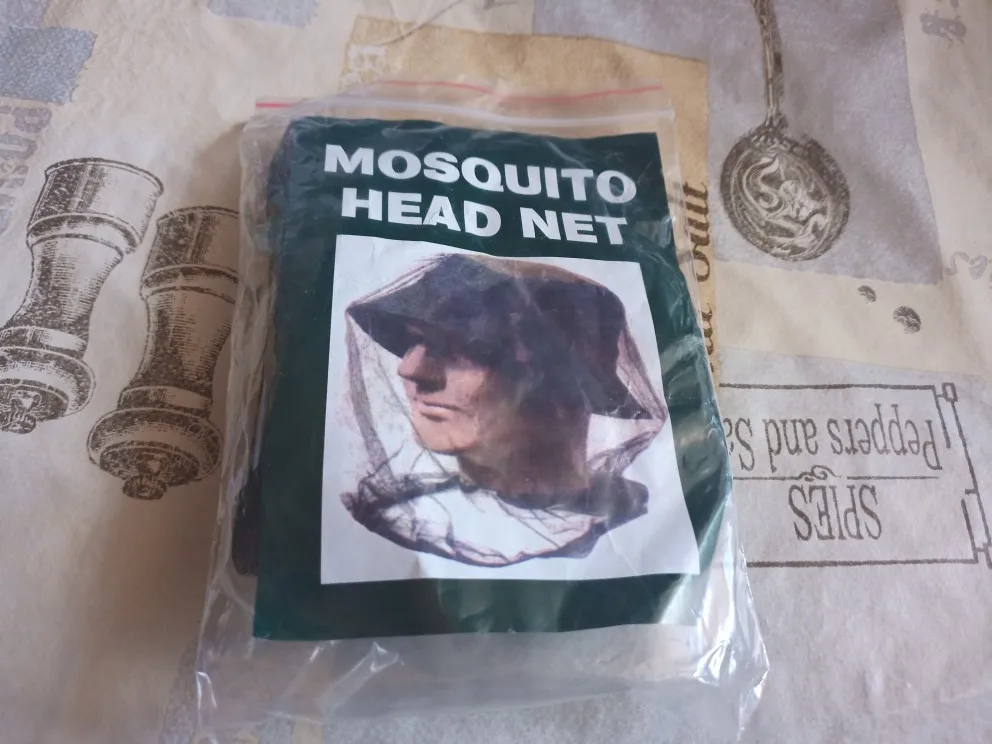 MOSQUITO
HEAD NET
SPIES
Peppers and Sa